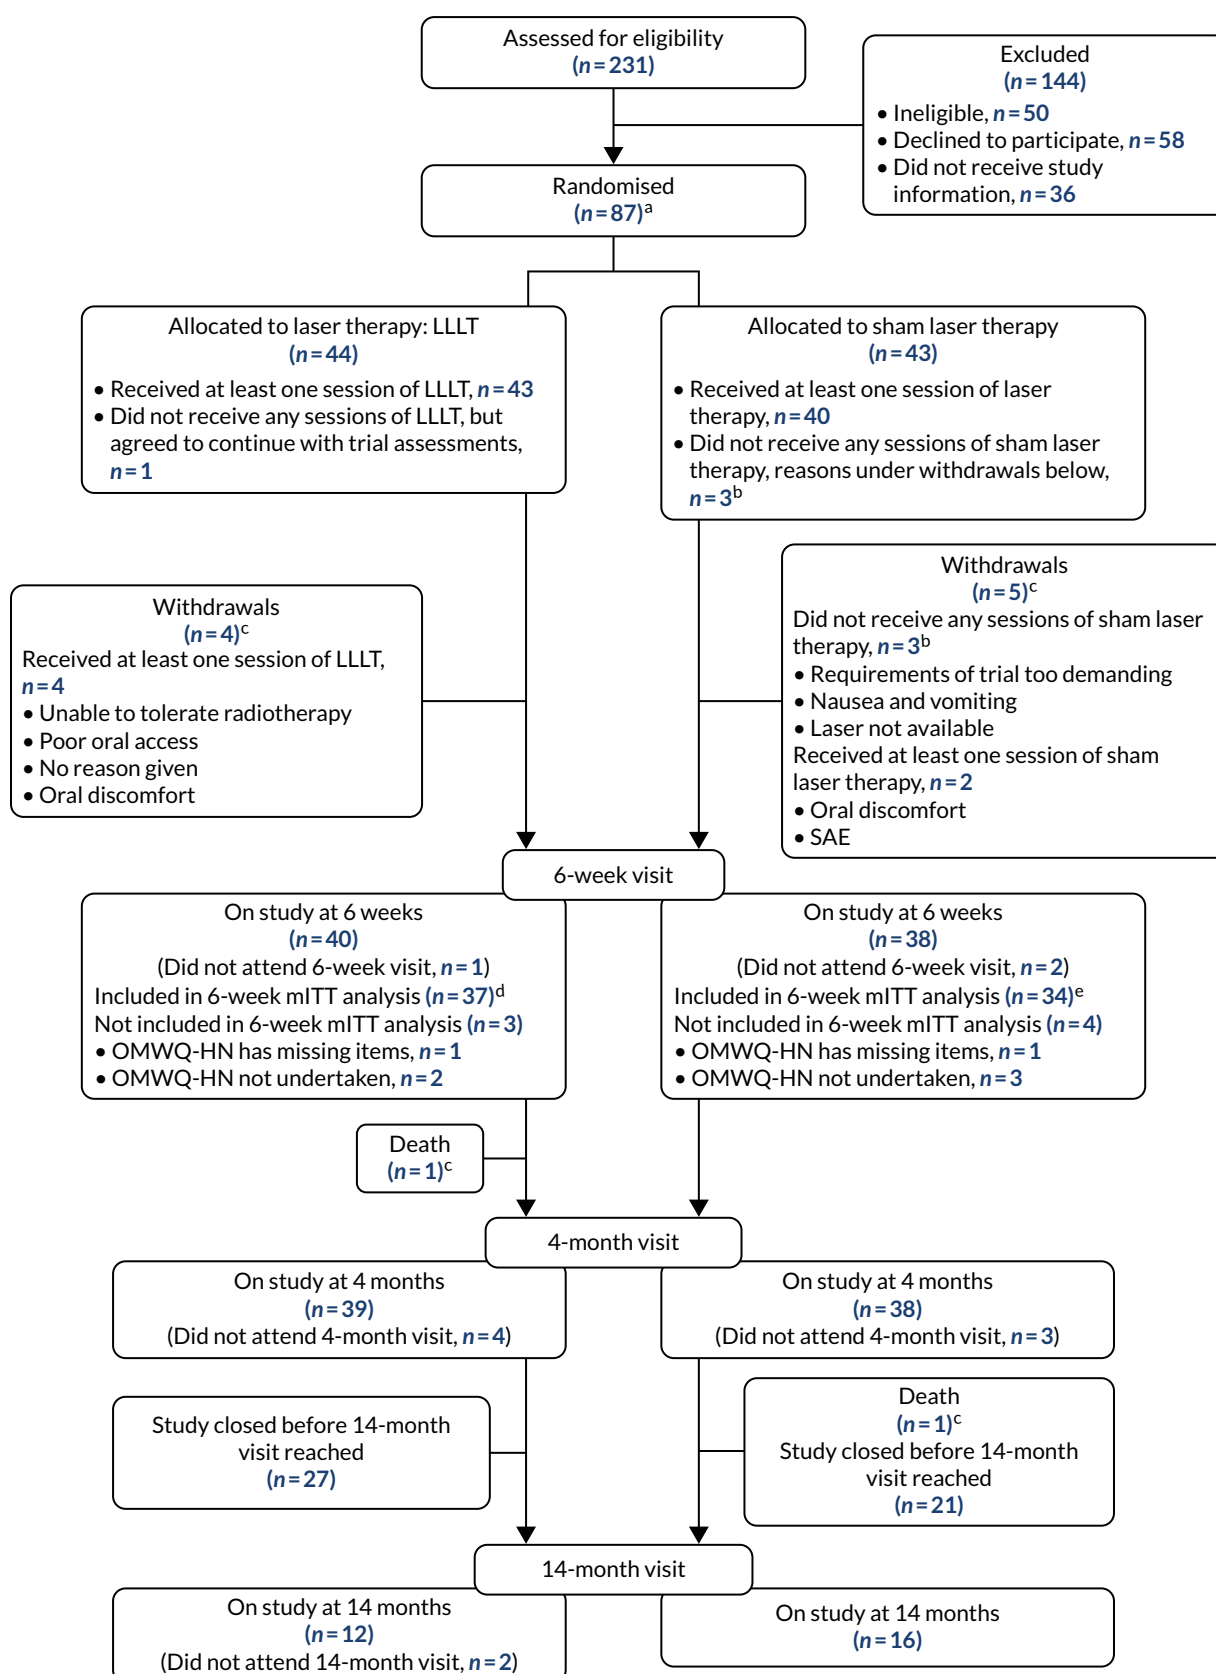 Assessed for eligibility
(n=231)
Excluded
(n=144)
• Ineligible, n=50
• Declined to participate, n=58
• Did not receive study
information, n=36
Randomised
(n=87)a
Allocated to laser therapy: LLLT
(n=44)
• Received at least one session of LLLT, n=43
• Did not receive any sessions of LLLT, but
agreed to continue with trial assessments,
n=1
Allocated to sham laser therapy
(n=43)
• Received at least one session of laser
therapy, n=40
• Did not receive any sessions of sham laser
therapy, reasons under withdrawals below,
n=3b
Withdrawals
(n=4)c
Received at least one session of LLLT,
n=4
• Unable to tolerate radiotherapy
• Poor oral access
• No reason given
• Oral discomfort
Withdrawals
(n=5)c
Did not receive any sessions of sham laser
therapy, n=3b
• Requirements of trial too demanding
• Nausea and vomiting
• Laser not available
Received at least one session of sham
laser therapy, n=2
• Oral discomfort
• SAE
6-week visit
On study at 6 weeks
(n=40)
(Did not attend 6-week visit, n=1)
Included in 6-week mITT analysis (n=37)d
Not included in 6-week mITT analysis (n=3)
• OMWQ-HN has missing items, n=1
• OMWQ-HN not undertaken, n=2
On study at 6 weeks
(n=38)
(Did not attend 6-week visit, n=2)
Included in 6-week mITT analysis (n=34)e
Not included in 6-week mITT analysis (n=4)
• OMWQ-HN has missing items, n=1
• OMWQ-HN not undertaken, n=3
Death
(n=1)c
4-month visit
On study at 4 months
(n=39)
(Did not attend 4-month visit, n=4)
On study at 4 months
(n=38)
(Did not attend 4-month visit, n=3)
Study closed before 14-month
visit reached
(n=27)
Death
(n=1)c
Study closed before 14-month
visit reached
(n=21)
14-month visit
On study at 14 months
(n=12)
(Did not attend 14-month visit, n=2)
On study at 14 months
(n=16)